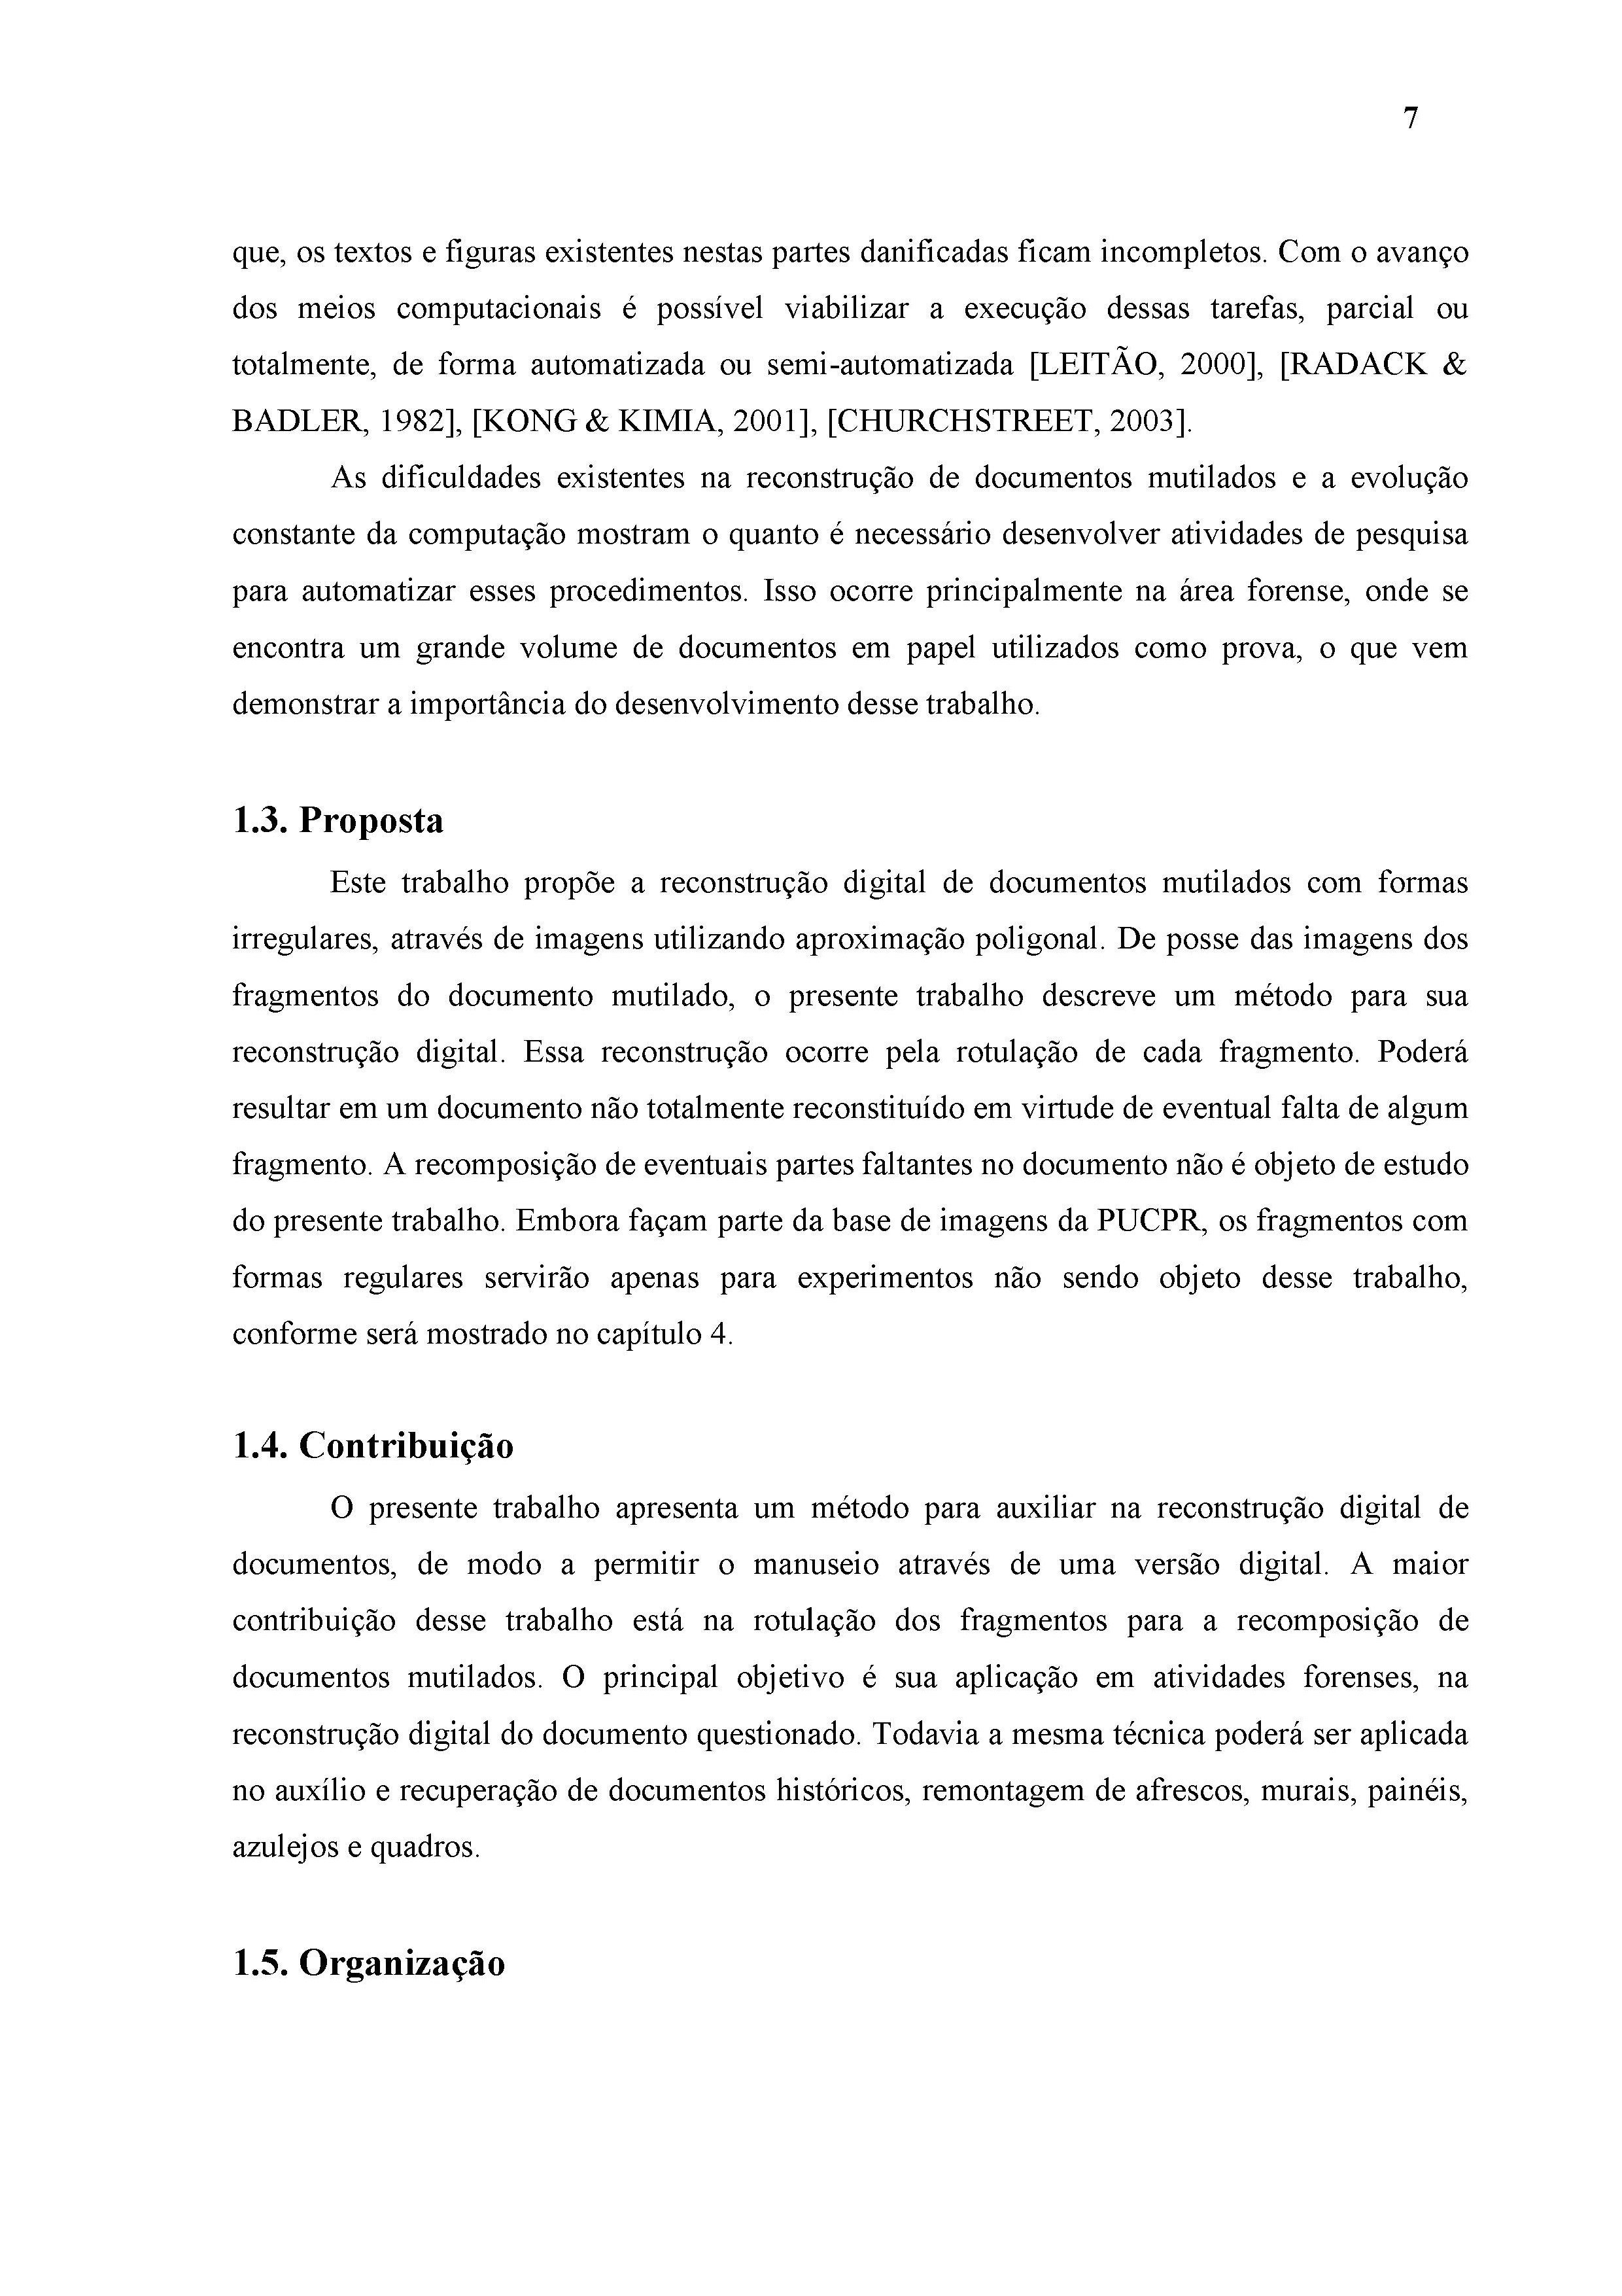 7
que, os textos e figuras existentes nestas partes danificadas ficam incompletos. Com o avanço
dos meios computacionais é possível viabilizar a execução dessas tarefas, parcial ou
totalmente, de forma automatizada ou semi-automatizada [LEITÃO, 2000], [RADACK &
BADLER, 1982], [KONG & KIMIA, 2001], [CHURCHSTREET, 2003].
As dificuldades existentes na reconstrução de documentos mutilados e a evolução
constante da computação mostram o quanto é necessário desenvolver atividades de pesquisa
para automatizar esses procedimentos. Isso ocorre principalmente na área forense, onde se
encontra um grande volume de documentos em papel utilizados como prova, o que vem
demonstrar a importância do desenvolvimento desse trabalho.
1.3. Proposta
Este trabalho propõe a reconstrução digital de documentos mutilados com formas
irregulares, através de imagens utilizando aproximação poligonal. De posse das imagens dos
fragmentos do documento mutilado, o presente trabalho descreve um método para sua
reconstrução digital. Essa reconstrução ocorre pela rotulação de cada fragmento. Poderá
resultar em um documento não totalmente reconstituído em virtude de eventual falta de algum
fragmento. A recomposição de eventuais partes faltantes no documento não é objeto de estudo
do presente trabalho. Embora façam parte da base de imagens da PUCPR, os fragmentos com
formas regulares servirão apenas para experimentos não sendo objeto desse trabalho,
conforme será mostrado no capítulo 4.
1.4. Contribuição
O presente trabalho apresenta um método para auxiliar na reconstrução digital de
documentos, de modo a permitir o manuseio através de uma versão digital. A maior
contribuição desse trabalho está na rotulação dos fragmentos para a recomposição de
documentos mutilados. O principal objetivo é sua aplicação em atividades forenses, na
reconstrução digital do documento questionado. Todavia a mesma técnica poderá ser aplicada
no auxílio e recuperação de documentos históricos, remontagem de afrescos, murais, painéis,
azulejos e quadros.
1.5. Organização